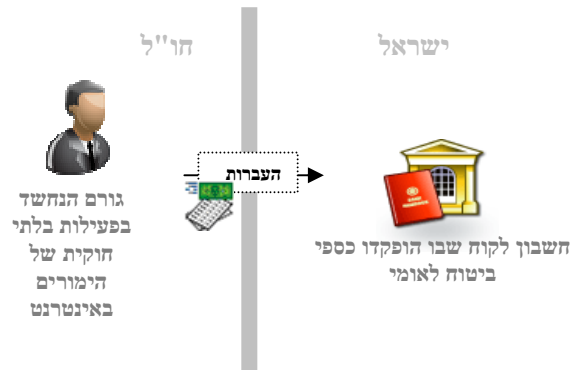 ישראל
חו"ל
העברות
חשבון לקוח שבו הופקדו כספי
ביטוח לאומי
גורם הנחשד
בפעילות בלתי
חוקית של
הימורים
באינטרנט